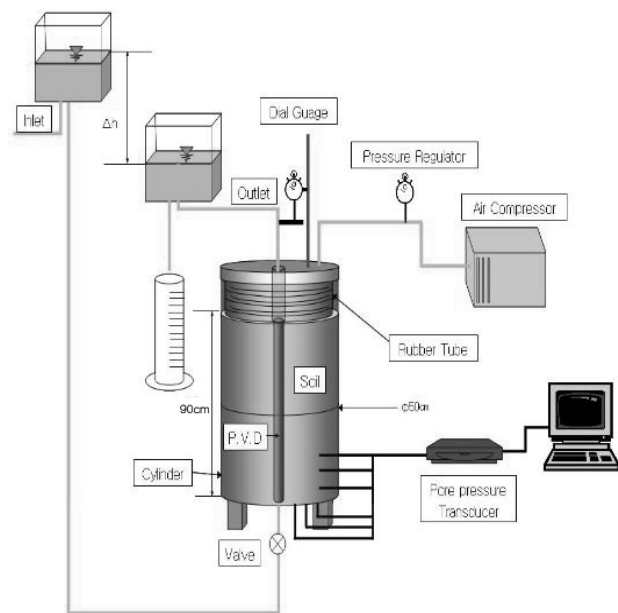 Inlet
Δh
Dial Guage
Pressure Regulator
Outlet
Air Compressor
Rubber Tube
Soil
90cm
φ50cm
P.V.D
Cylinder
Pore pressure
Transducer
Valve